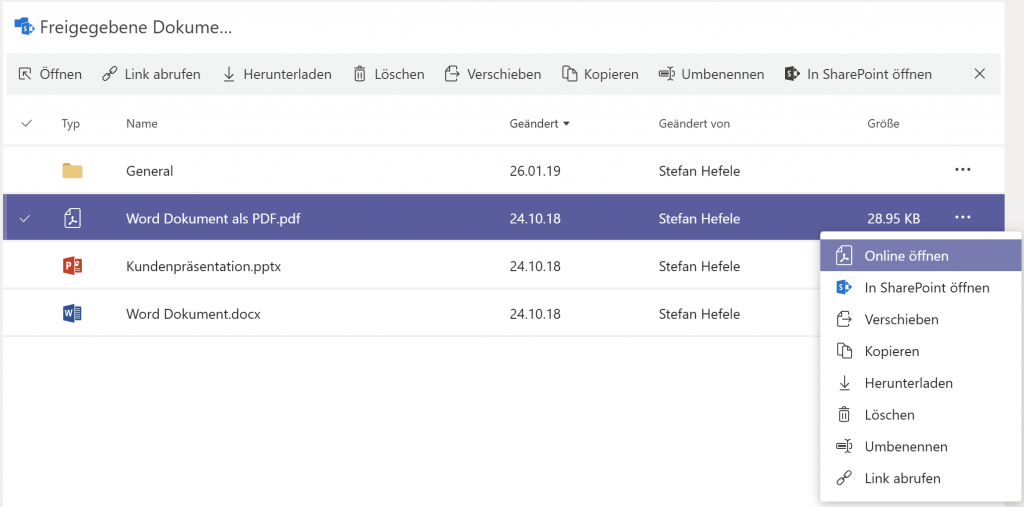 Freigegebene Dokume...
Öffnen Link abrufen Herunterladen Löschen Verschieben Kopieren Umbenennen In SharePoint öffnen
Typ Name Geändert Geändert von Größe
General 26.01.19 Stefan Hefele
Word Dokument als PDF.pdf 24.10.18 Stefan Hefele 28.95 KB
Kundenpräsentation.pptx 24.10.18 Stefan Hefele
Word Dokument.docx 24.10.18 Stefan Hefele
Online öffnen
In SharePoint öffnen
Verschieben
Kopieren
Herunterladen
Löschen
Umbenennen
Link abrufen